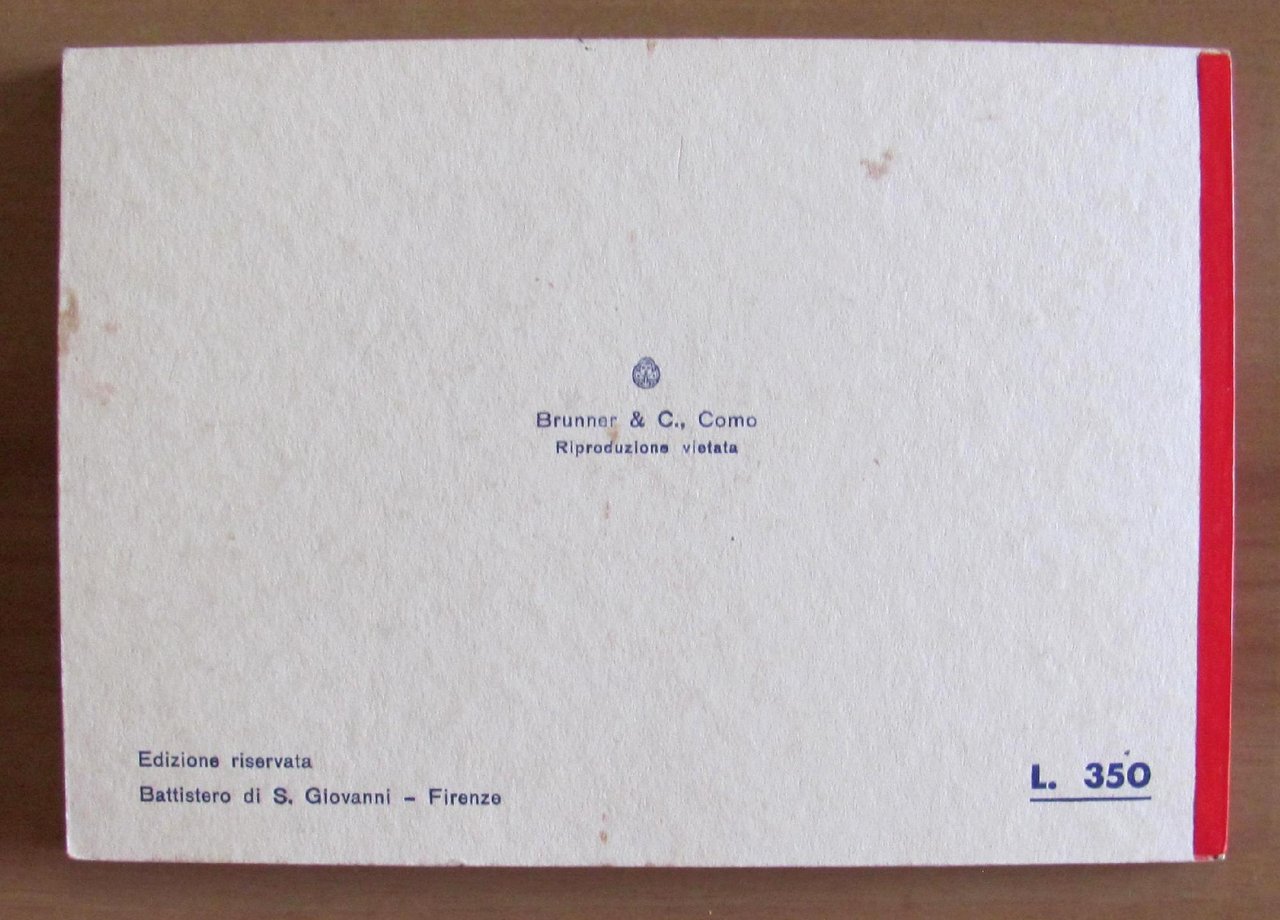 Brunner & C., Como
Riproduzione vietata
Edizione riservata
Battistero di S. Giovanni - Firenze
L. 350